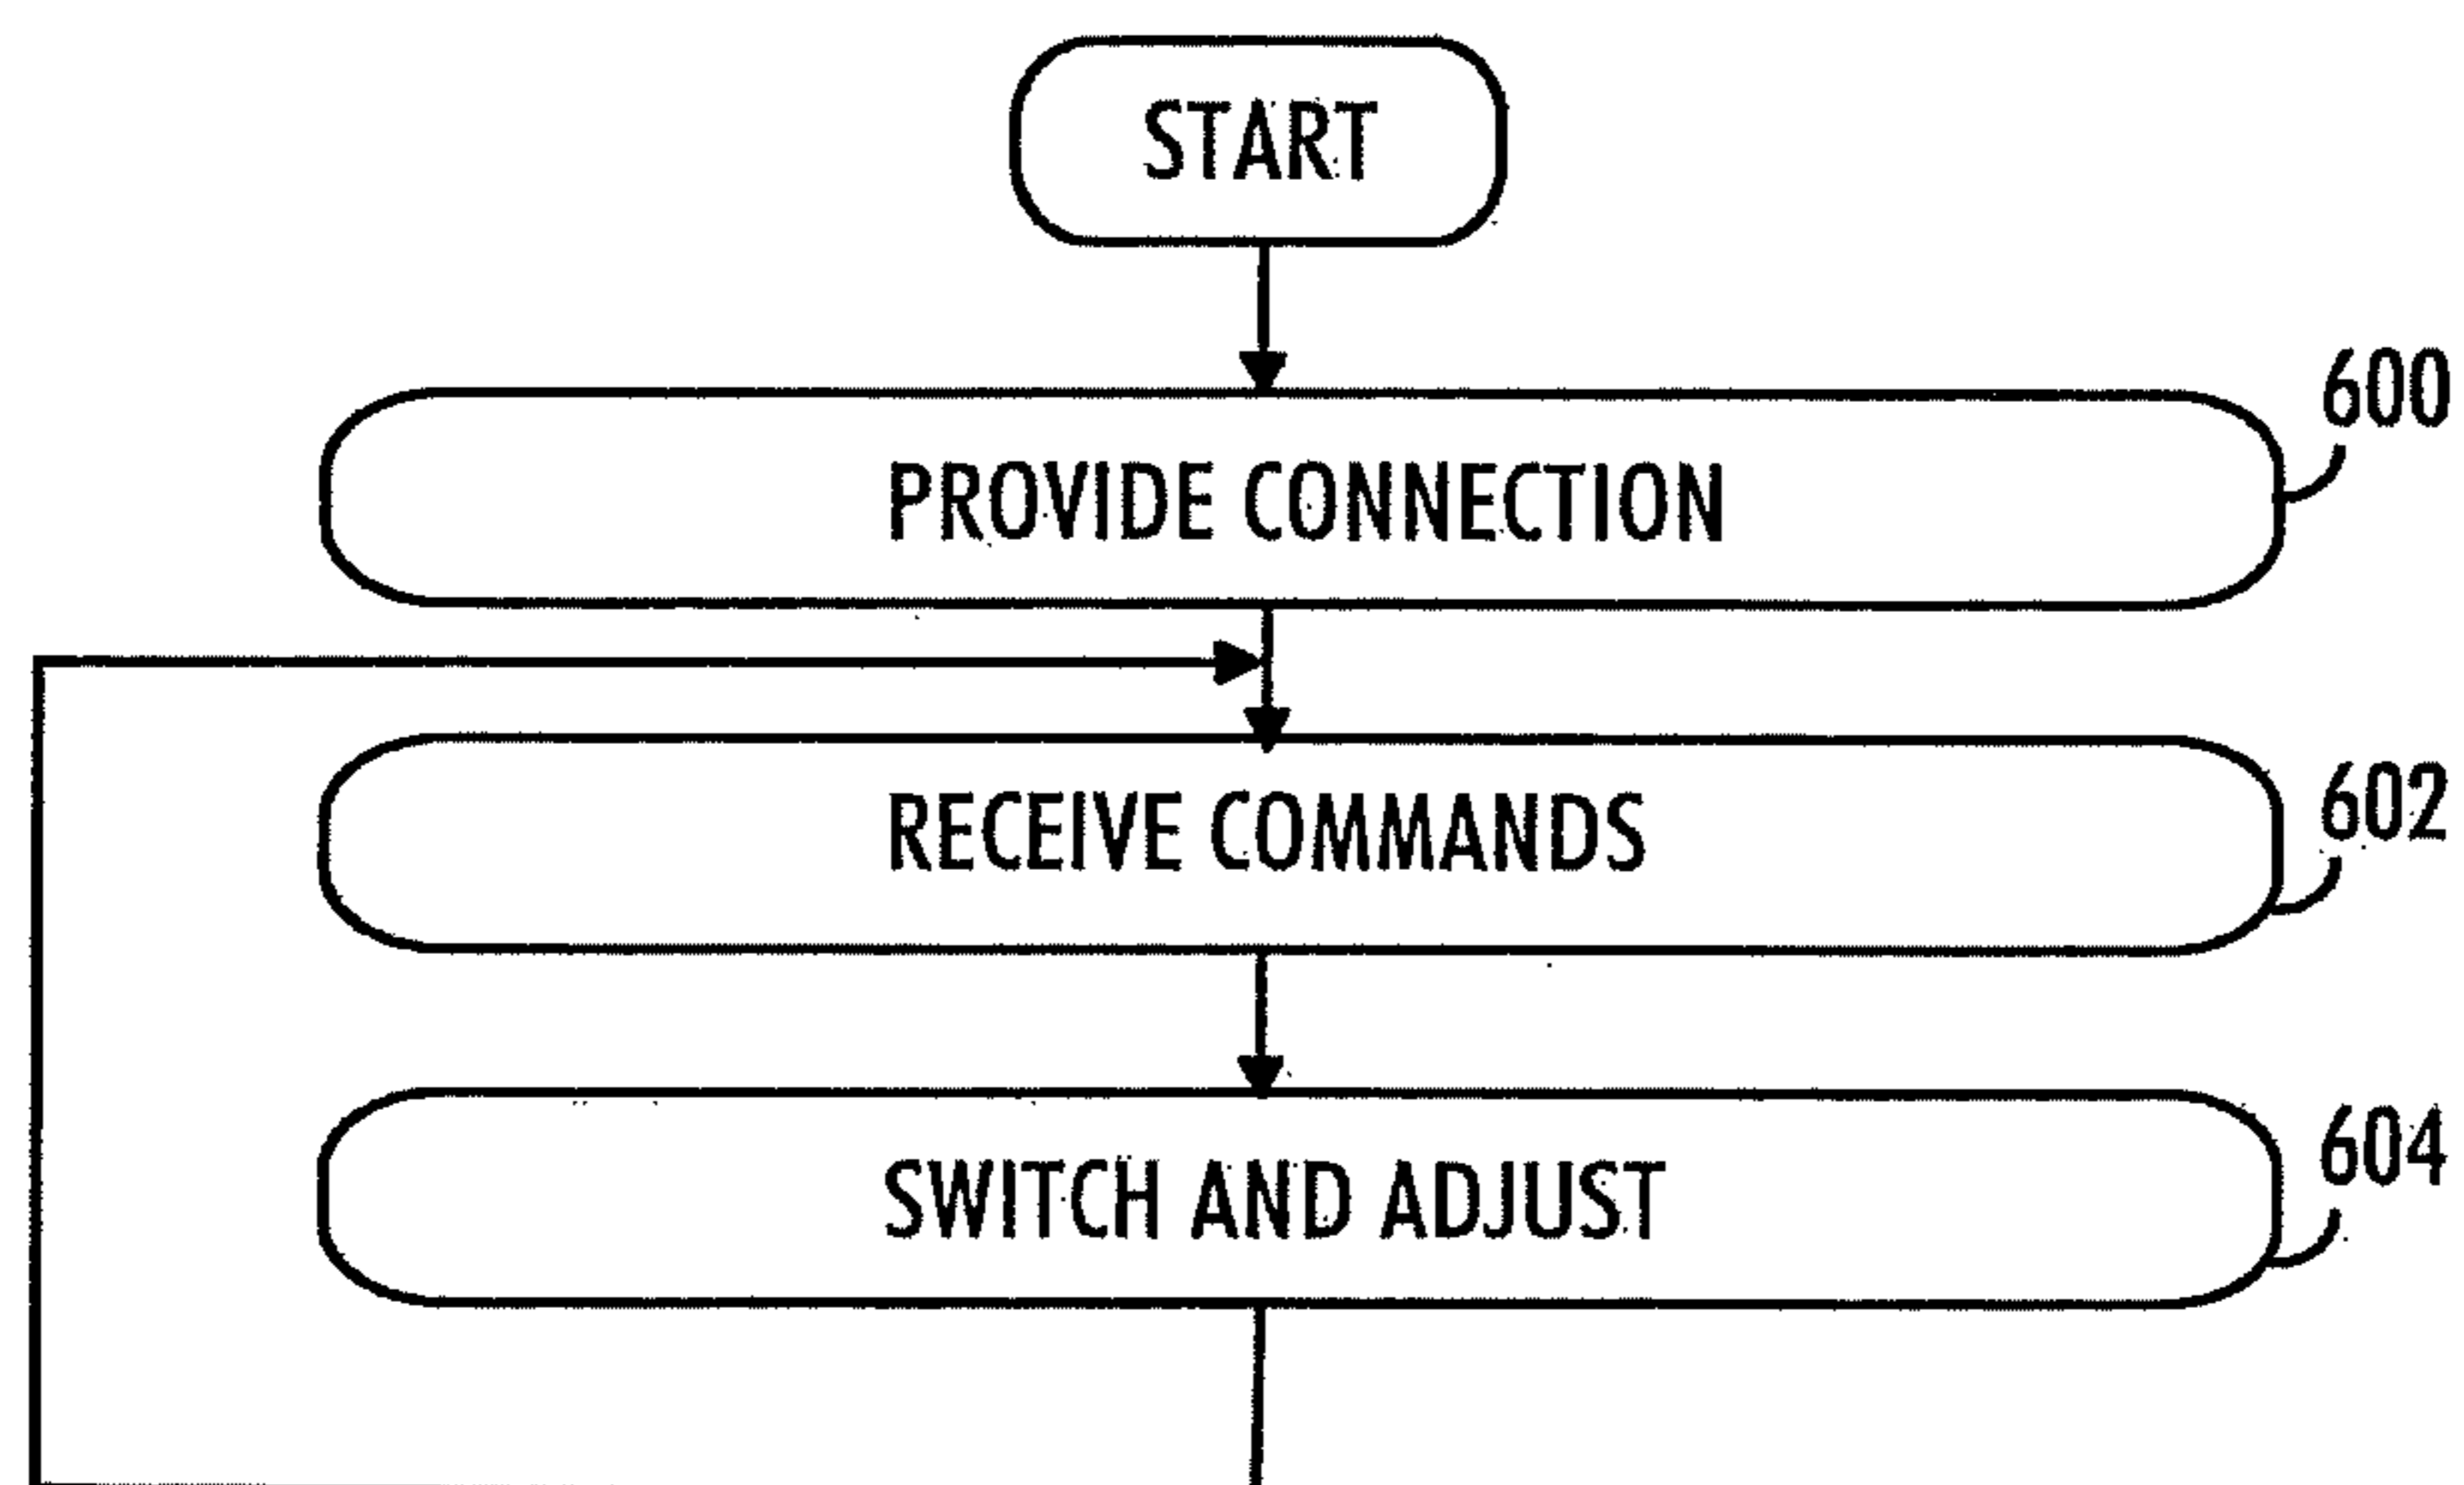 START
600
PROVIDE CONNECTION
602
RECEIVE COMMANDS
604
SWITCH AND ADJUST